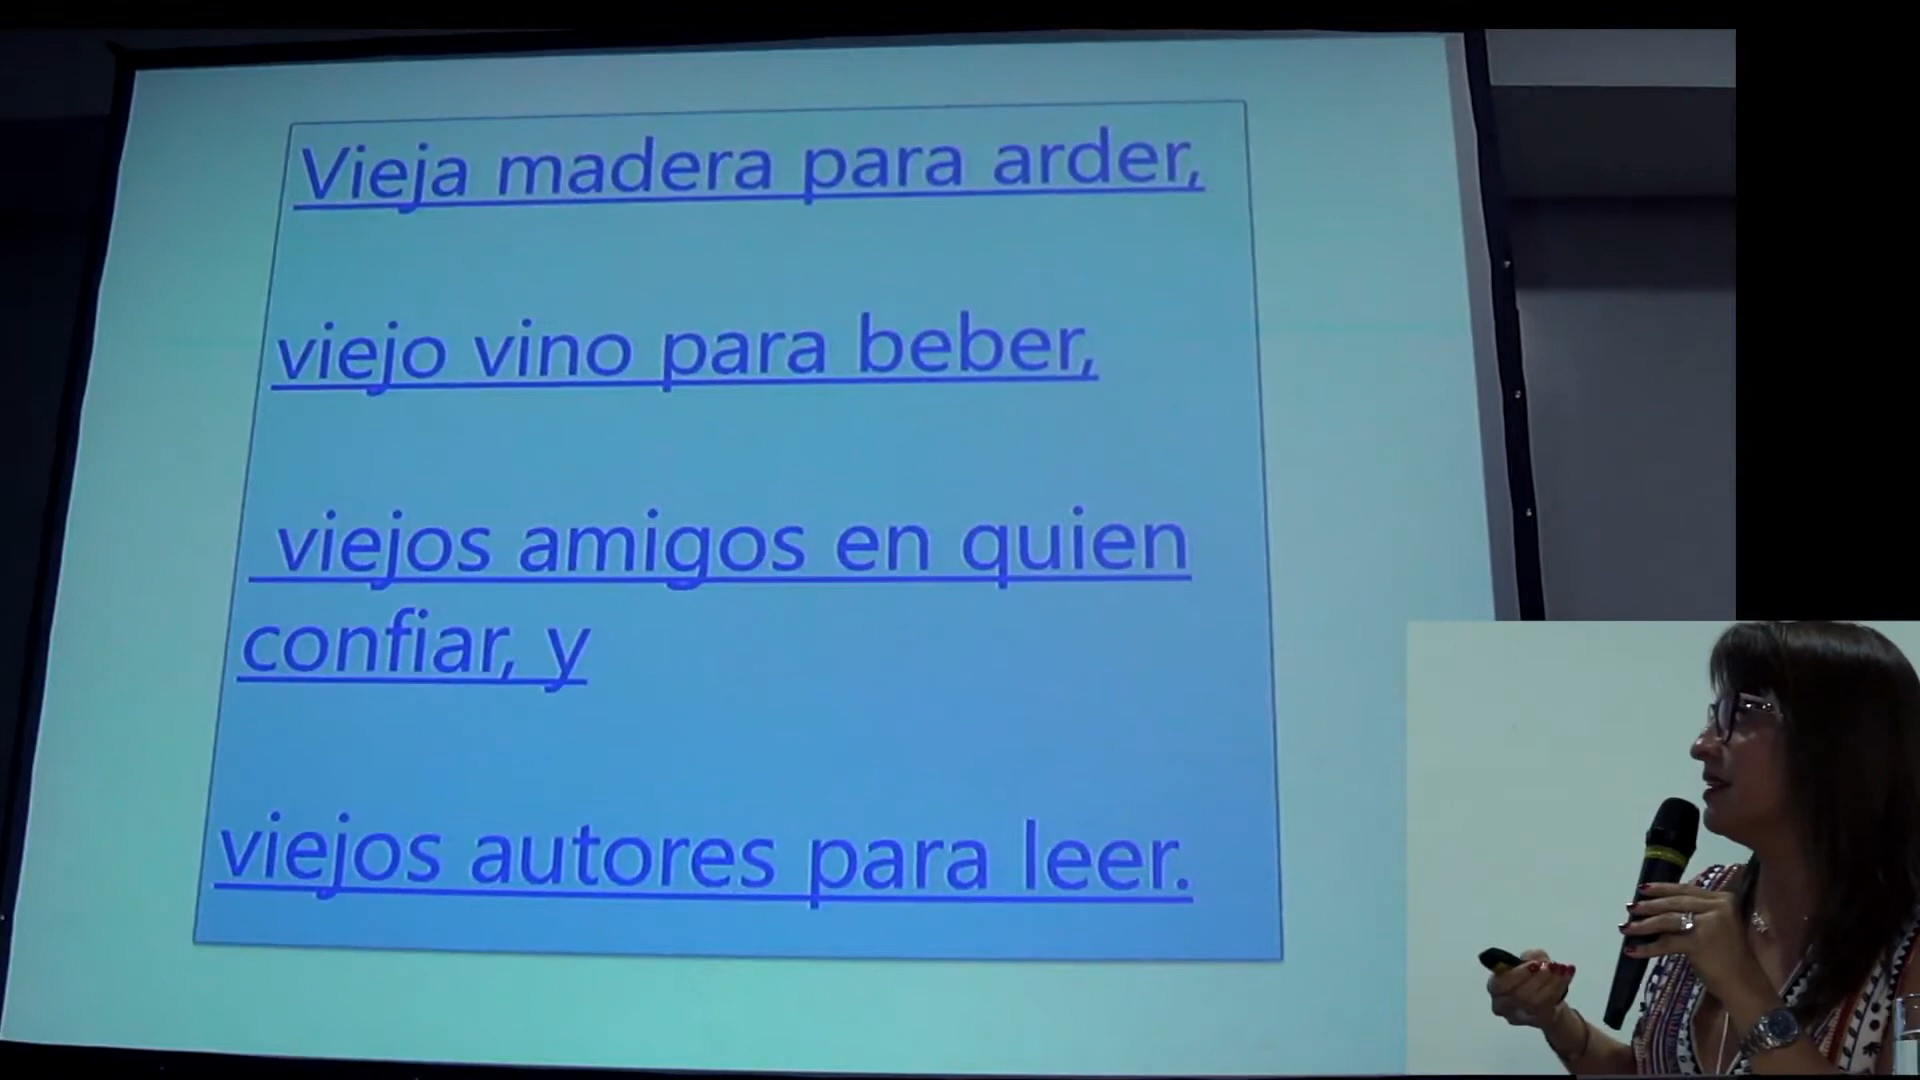 Vieja madera para arder,
viejo vino para beber,
viejos amigos en quien
confiar, y
viejos autores para leer.